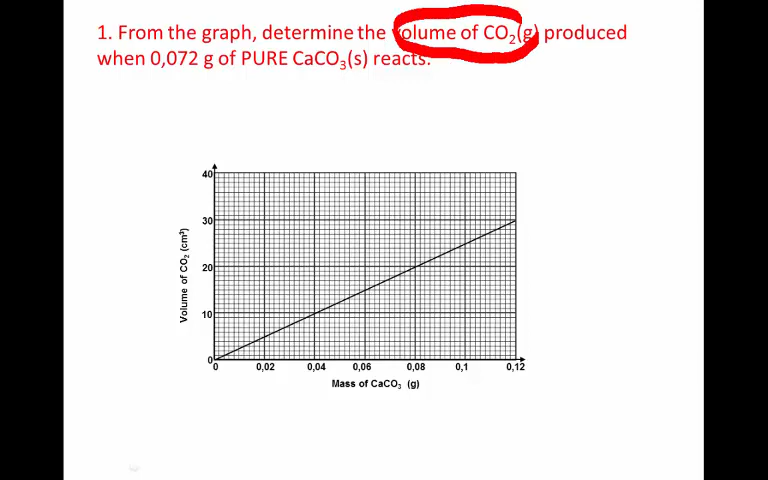 1. From the graph, determine the volume of CO₂(g) produced
when 0,072 g of PURE CaCO₃(s) reacts.
40
30
20
10
0
Volume of CO₂ (cm³)
0 0,02 0,04 0,06 0,08 0,1 0,12
Mass of CaCO₃ (g)